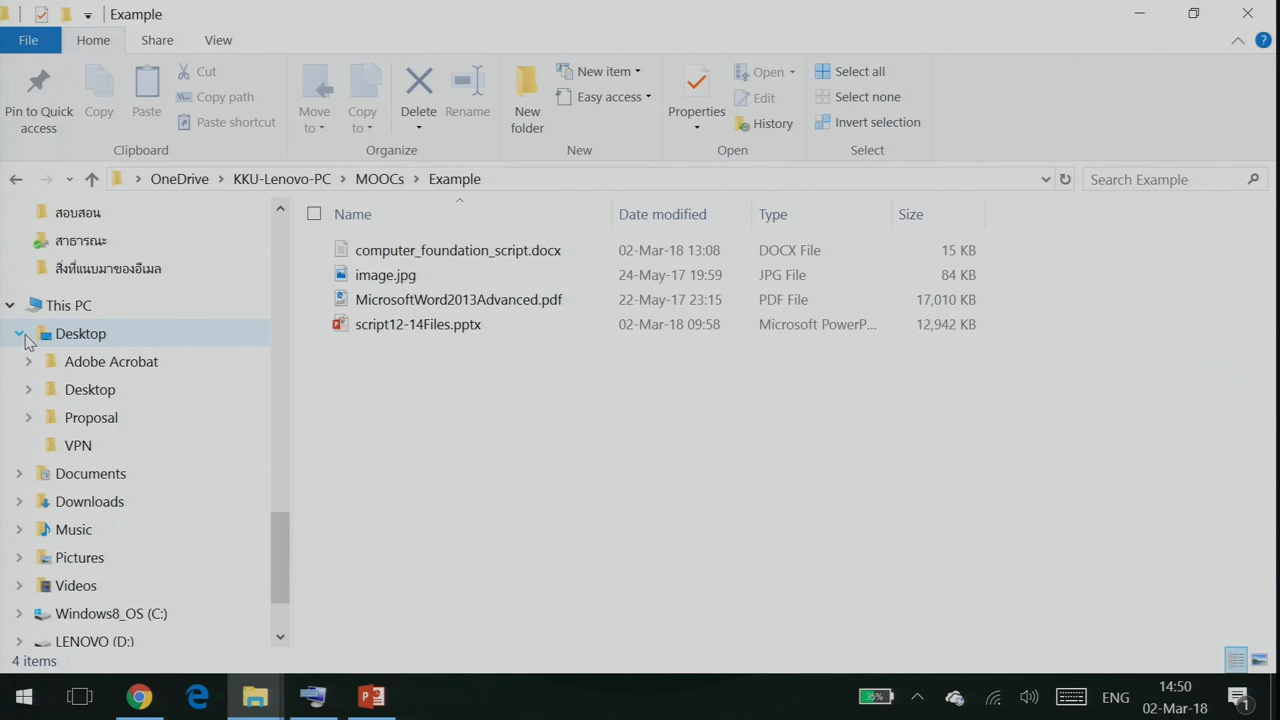 Example
File Home Share View
Pin to Quick access
Copy
Paste
Cut
Copy path
Paste shortcut
Clipboard
Move to
Copy to
Delete
Rename
Organize
New folder
New item
Easy access
New
Properties
Open
Edit
History
Open
Select all
Select none
Invert selection
Select
OneDrive KKU-Lenovo-PC MOOCs Example
Search Example
สอบสอน
สาธารณะ
สิ่งที่แนบมาของอีเมล
This PC
Desktop
Adobe Acrobat
Desktop
Proposal
VPN
Documents
Downloads
Music
Pictures
Videos
Windows8_OS (C:)
LENOVO (D:)
Name Date modified Type Size
computer_foundation_script.docx 02-Mar-18 13:08 DOCX File 15 KB
image.jpg 24-May-17 19:59 JPG File 84 KB
MicrosoftWord2013Advanced.pdf 22-May-17 23:15 PDF File 17,010 KB
script12-14Files.pptx 02-Mar-18 09:58 Microsoft PowerP... 12,942 KB
4 items
35%
ENG
14:50
02-Mar-18
1